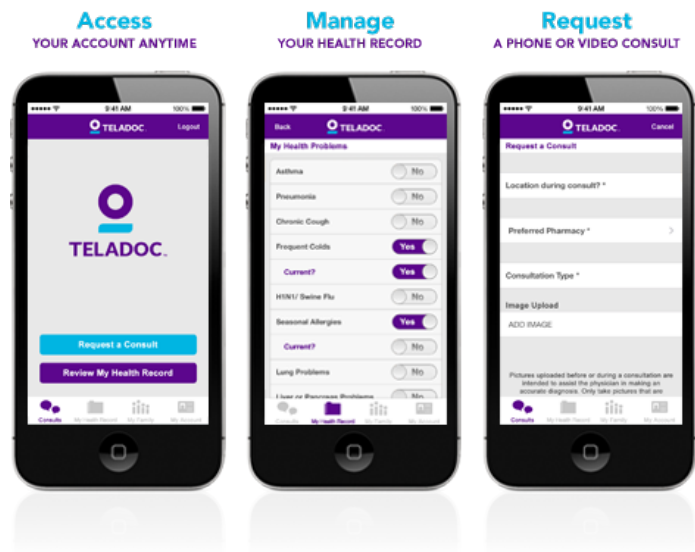 Access
YOUR ACCOUNT ANYTIME
9:41 AM
100%
TELADOC
Logout
TELADOC
Request a Consult
Review My Health Record
Consults
My Health Record
My Family
My Account
Manage
YOUR HEALTH RECORD
9:41 AM
100%
Back
TELADOC
My Health Problems
Asthma No
Pneumonia No
Chronic Cough No
Frequent Colds Yes
Current? Yes
H1N1/ Swine Flu No
Seasonal Allergies Yes
Current? No
Lung Problems No
Liver or Pancreas Problems No
Consults
My Health Record
My Family
My Account
Request
A PHONE OR VIDEO CONSULT
9:41 AM
100%
TELADOC
Cancel
Request a Consult
Location during consult? *
Preferred Pharmacy *
Consultation Type *
Image Upload
ADD IMAGE
Pictures uploaded before or during a consultation are
intended to assist the physician in making an
accurate diagnosis. Only take pictures that are
Consults
My Health Record
My Family
My Account